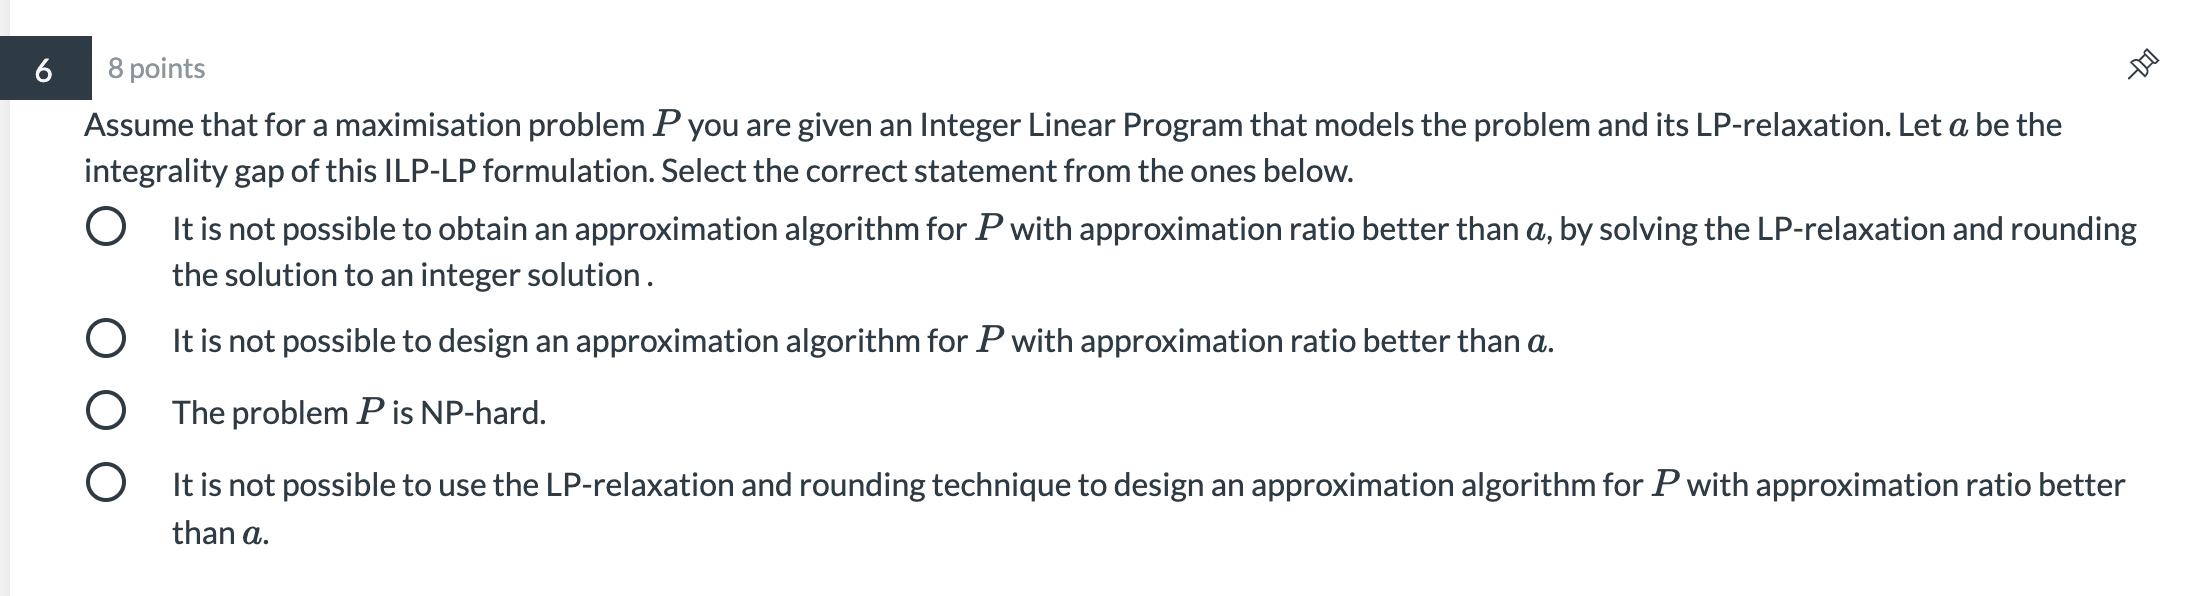 6
8 points
Assume that for a maximisation problem P you are given an Integer Linear Program that models the problem and its LP-relaxation. Let a be the
integrality gap of this ILP-LP formulation. Select the correct statement from the ones below.
It is not possible to obtain an approximation algorithm for P with approximation ratio better than a, by solving the LP-relaxation and rounding
the solution to an integer solution .
It is not possible to design an approximation algorithm for P with approximation ratio better than a.
The problem P is NP-hard.
It is not possible to use the LP-relaxation and rounding technique to design an approximation algorithm for P with approximation ratio better
than a.